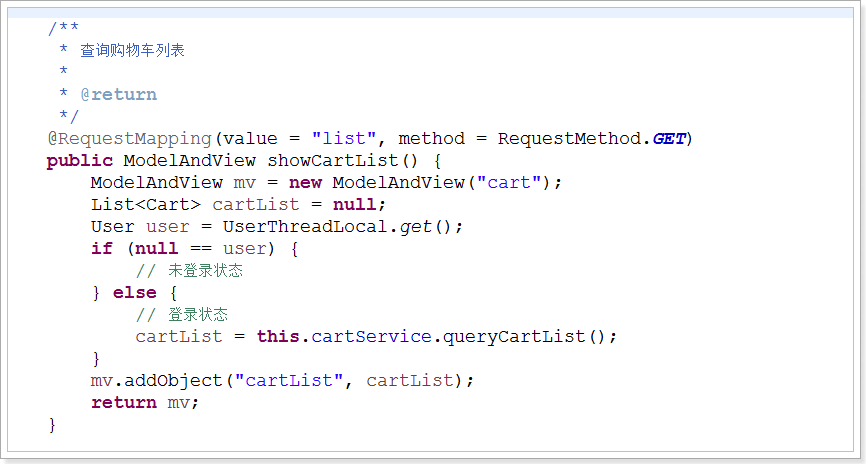 /**
 * 查询购物车列表
 *
 * @return
 */
@RequestMapping(value = "list", method = RequestMethod.GET)
public ModelAndView showCartList() {
    ModelAndView mv = new ModelAndView("cart");
    List<Cart> cartList = null;
    User user = UserThreadLocal.get();
    if (null == user) {
        // 未登录状态
    } else {
        // 登录状态
        cartList = this.cartService.queryCartList();
    }
    mv.addObject("cartList", cartList);
    return mv;
}